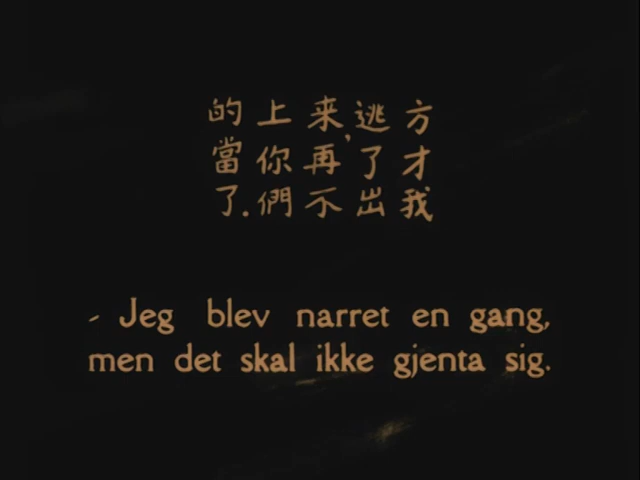 方才我
逃了出
来,再不
上你們
的當了.
- Jeg blev narret en gang,
men det skal ikke gjenta sig.